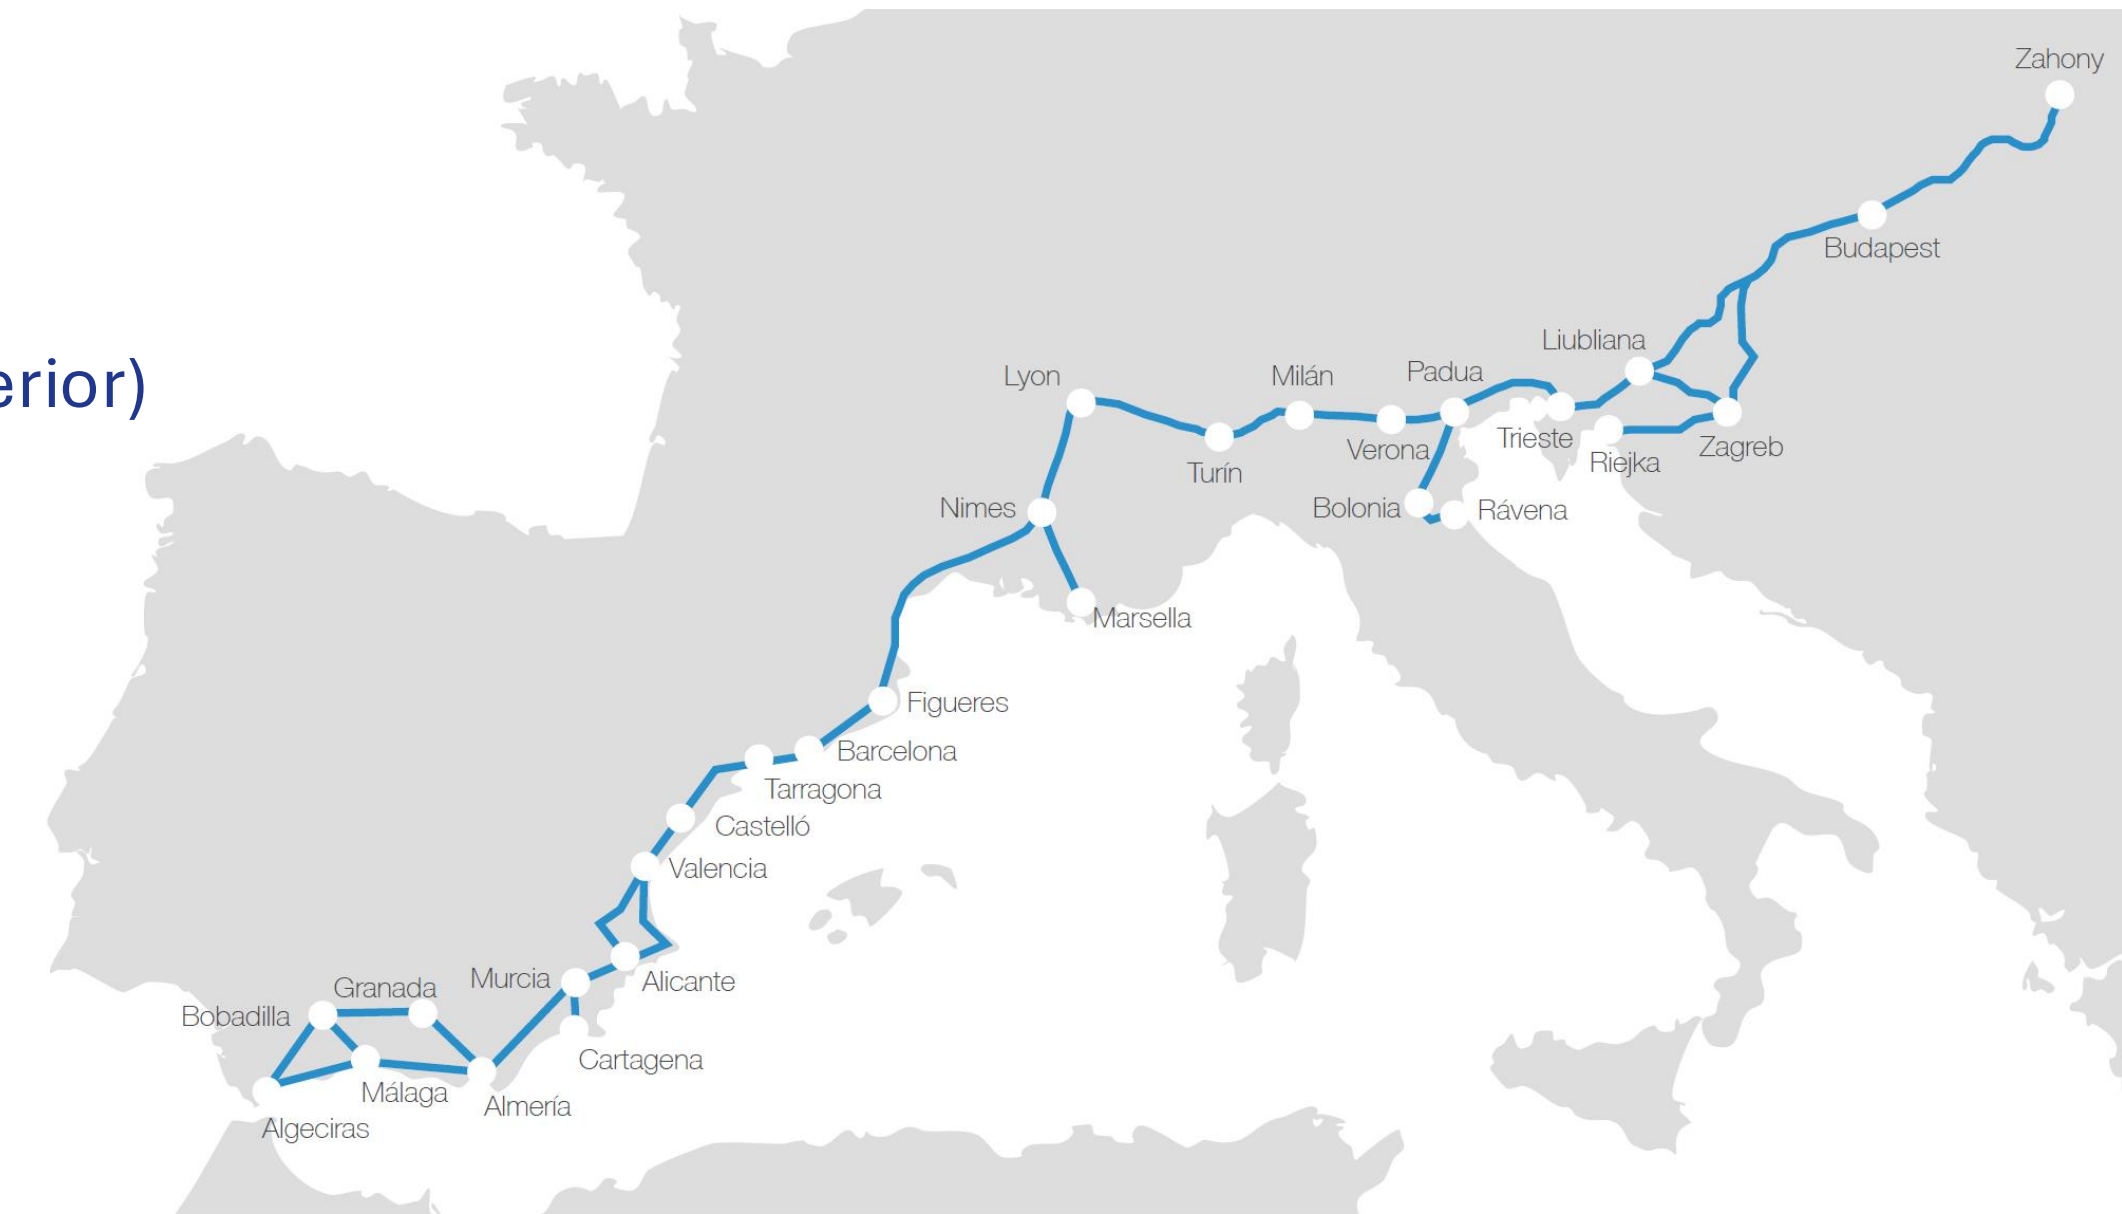 Zahony
Budapest
Liubliana
erior)
Lyon
Milán
Padua
Trieste
Zagreb
Verona
Riejka
Turín
Nimes
Bolonia
Rávena
Marsella
Figueres
Barcelona
Tarragona
Castelló
Valencia
Murcia
Alicante
Granada
Bobadilla
Cartagena
Málaga
Almería
Algeciras